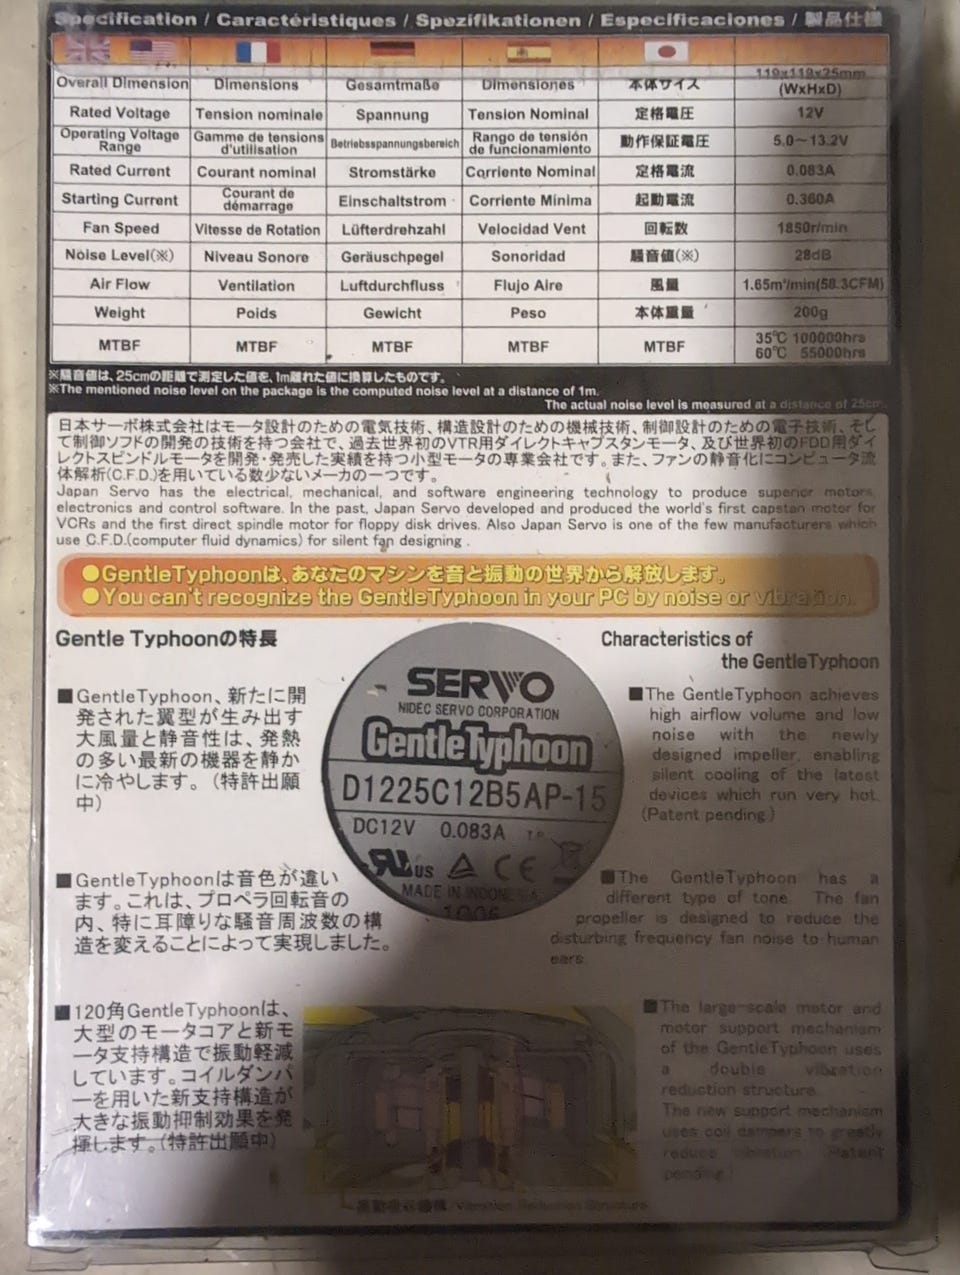 Specification / Caractéristiques / Spezifikationen / Especificaciones / 製品仕様
Overall Dimension Dimensions Gesamtmaße Dimensiones 本体サイズ 119x119x25mm (WxHxD)
Rated Voltage Tension nominale Spannung Tension Nominal 定格電圧 12V
Operating Voltage Range Gamme de tensions d'utilisation Betriebsspannungsbereich Rango de tensión de funcionamiento 動作保証電圧 5.0～13.2V
Rated Current Courant nominal Stromstärke Corriente Nominal 定格電流 0.083A
Starting Current Courant de démarrage Einschaltstrom Corriente Mínima 起動電流 0.360A
Fan Speed Vitesse de Rotation Lüfterdrehzahl Velocidad Vent 回転数 1850r/min
Noise Level(※) Niveau Sonore Geräuschpegel Sonoridad 騒音値(※) 28dB
Air Flow Ventilation Luftdurchfluss Flujo Aire 風量 1.65m³/min(58.3CFM)
Weight Poids Gewicht Peso 本体重量 200g
MTBF MTBF MTBF MTBF MTBF 35℃ 100000hrs 60℃ 55000hrs
※騒音値は、25cmの距離で測定した値を、1m離れた値に換算したものです。
※The mentioned noise level on the package is the computed noise level at a distance of 1m.
The actual noise level is measured at a distance of 25cm.
日本サーボ株式会社はモータ設計のための電気技術、構造設計のための機械技術、制御設計のための電子技術、そし
て制御ソフトの開発の技術を持つ会社で、過去世界初のVTR用ダイレクトキャプスタンモータ、及び世界初のFDD用ダイ
レクトスピンドルモータを開発・発売した実績を持つ小型モータの専業会社です。また、ファンの静音化にコンピュータ流
体解析(C.F.D.)を用いている数少ないメーカの一つです。
Japan Servo has the electrical, mechanical, and software engineering technology to produce superior motors,
electronics and control software. In the past, Japan Servo developed and produced the world's first capstan motor for
VCRs and the first direct spindle motor for floppy disk drives. Also Japan Servo is one of the few manufacturers which
use C.F.D.(computer fluid dynamics) for silent fan designing .
●GentleTyphoonは、あなたのマシンを音と振動の世界から解放します。
●You can't recognize the GentleTyphoon in your PC by noise or vibration.
Gentle Typhoonの特長
■GentleTyphoon、新たに開
発された翼型が生み出す
大風量と静音性は、発熱
の多い最新の機器を静か
に冷やします。（特許出願
中）
■GentleTyphoonは音色が違い
ます。これは、プロペラ回転音の
内、特に耳障りな騒音周波数の構
造を変えることによって実現しました。
■120角GentleTyphoonは、
大型のモータコアと新モ
ータ支持構造で振動軽減
しています。コイルダンパ
ーを用いた新支持構造が
大きな振動抑制効果を発
揮します。（特許出願中）
SERVO
NIDEC SERVO CORPORATION
GentleTyphoon
D1225C12B5AP-15
DC12V 0.083A T.P.
US CE
MADE IN INDONESIA
1006
Characteristics of
the GentleTyphoon
■The GentleTyphoon achieves
high airflow volume and low
noise with the newly
designed impeller, enabling
silent cooling of the latest
devices which run very hot.
(Patent pending.)
■The GentleTyphoon has a
different type of tone. The fan
propeller is designed to reduce the
disturbing frequency fan noise to human
ears.
■The large-scale motor and
motor support mechanism
of the GentleTyphoon uses
a double vibration
reduction structure.
The new support mechanism
uses coil dampers to greatly
reduce vibration. (Patent
pending.)
Vibration Reduction Structure